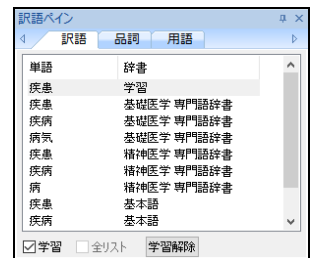 訳語ペイン
訳語 品詞 用語
単語 辞書
疾患 学習
疾患 基礎医学 専門語辞書
疾病 基礎医学 専門語辞書
病気 基礎医学 専門語辞書
疾患 精神医学 専門語辞書
疾病 精神医学 専門語辞書
病 精神医学 専門語辞書
疾患 基本語
疾病 基本語
学習 全リスト 学習解除